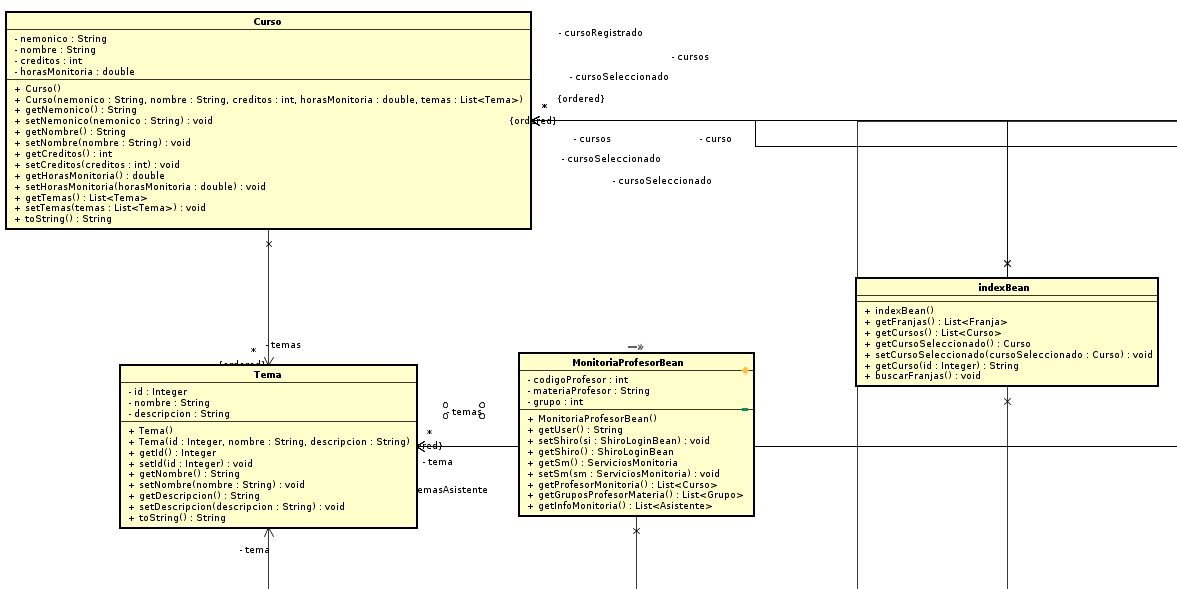 Curso
- nemonico : String
- nombre : String
- creditos : int
- horasMonitoria : double
+ Curso()
+ Curso(nemonico : String, nombre : String, creditos : int, horasMonitoria : double, temas : List<Tema>)
+ getNemonico() : String
+ setNemonico(nemonico : String) : void
+ getNombre() : String
+ setNombre(nombre : String) : void
+ getCreditos() : int
+ setCreditos(creditos : int) : void
+ getHorasMonitoria() : double
+ setHorasMonitoria(horasMonitoria : double) : void
+ getTemas() : List<Tema>
+ setTemas(temas : List<Tema>) : void
+ toString() : String
- cursoRegistrado
- cursos
- cursoSeleccionado
{ordered}
*
{ordered}
- cursos
- curso
- cursoSeleccionado
- cursoSeleccionado
indexBean
+ indexBean()
+ getFranjas() : List<Franja>
+ getCursos() : List<Curso>
+ getCursoSeleccionado() : Curso
+ setCursoSeleccionado(cursoSeleccionado : Curso) : void
+ getCurso(id : Integer) : String
+ buscarFranjas() : void
- temas
*
{ordered}
Tema
- id : Integer
- nombre : String
- descripcion : String
+ Tema()
+ Tema(id : Integer, nombre : String, descripcion : String)
+ getId() : Integer
+ setId(id : Integer) : void
+ getNombre() : String
+ setNombre(nombre : String) : void
+ getDescripcion() : String
+ setDescripcion(descripcion : String) : void
+ toString() : String
- temas
*
ered}
- tema
emasAsistente
MonitoriaProfesorBean
- codigoProfesor : int
- materiaProfesor : String
- grupo : int
+ MonitoriaProfesorBean()
+ getUser() : String
+ setShiro(si : ShiroLoginBean) : void
+ getShiro() : ShiroLoginBean
+ getSm() : ServiciosMonitoria
+ setSm(sm : ServiciosMonitoria) : void
+ getProfesorMonitoria() : List<Curso>
+ getGruposProfesorMateria() : List<Grupo>
+ getInfoMonitoria() : List<Asistente>
- tema